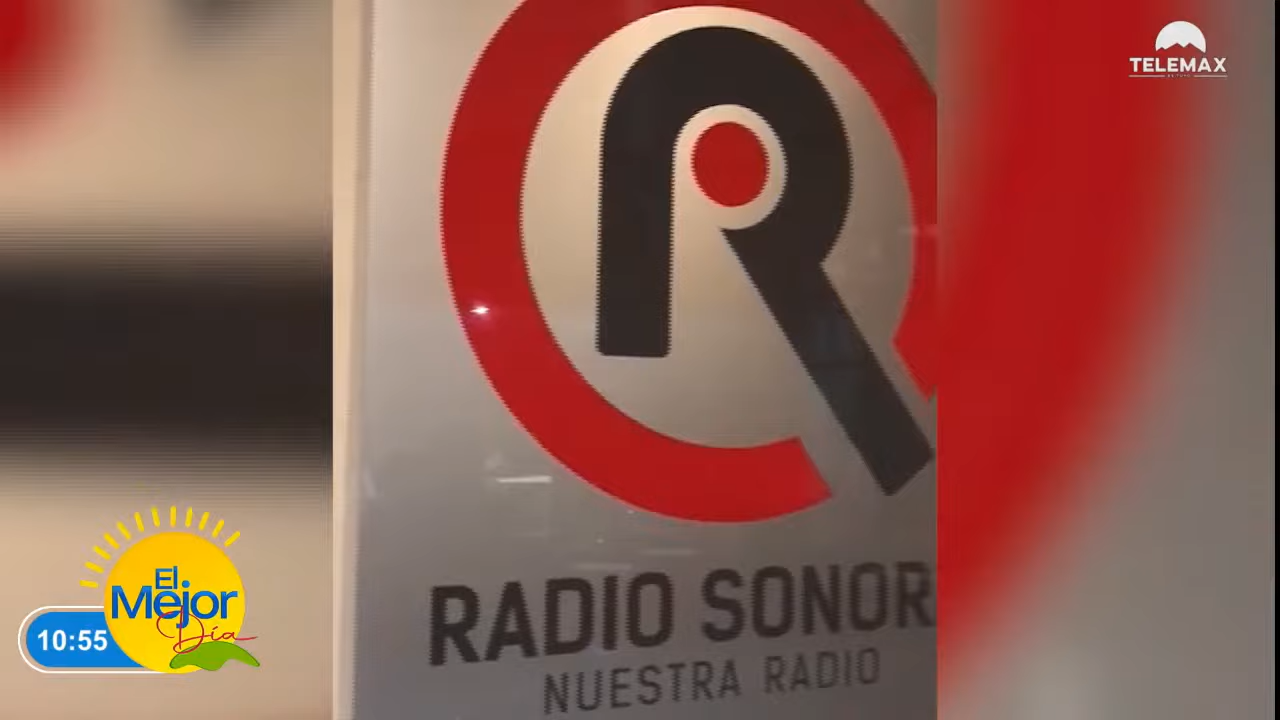 TELEMAX
RADIO SONOR
NUESTRA RADIO
El
Mejor
Día
10:55